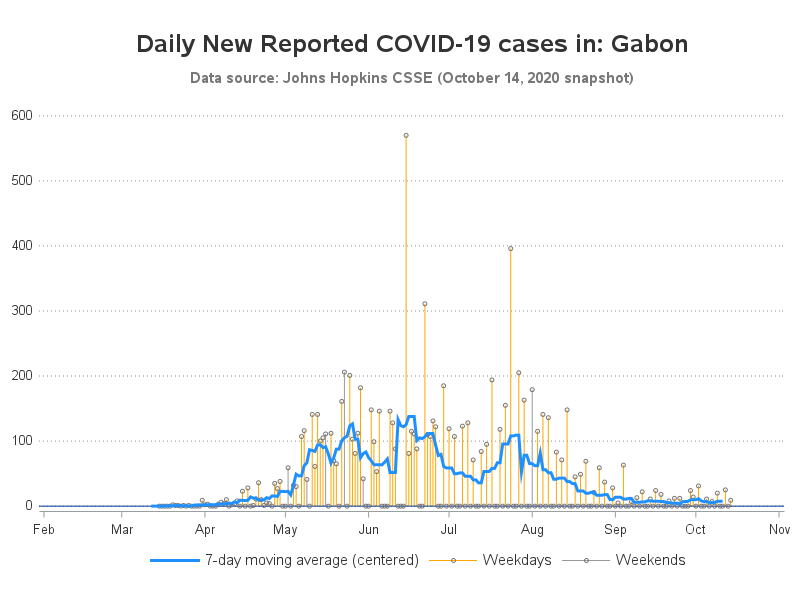 Daily New Reported COVID-19 cases in: Gabon
Data source: Johns Hopkins CSSE (October 14, 2020 snapshot)
600
500
400
300
200
100
0
Feb Mar Apr May Jun Jul Aug Sep Oct Nov
7-day moving average (centered) Weekdays Weekends